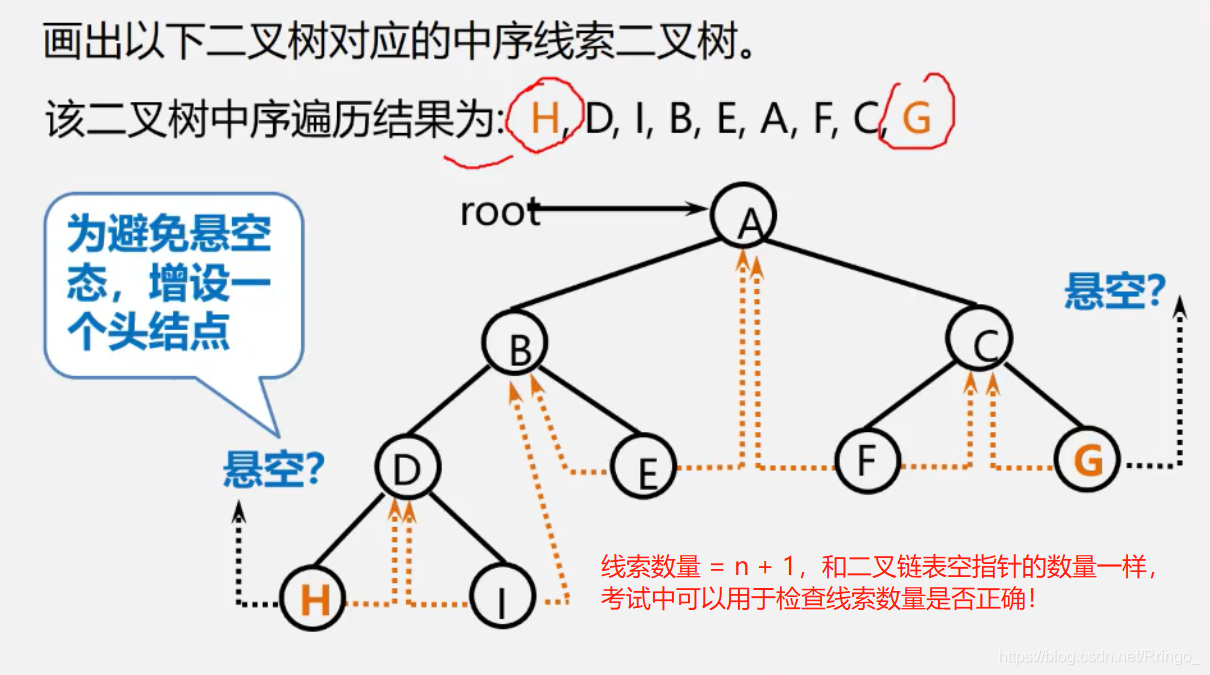 画出以下二叉树对应的中序线索二叉树。
该二叉树中序遍历结果为: H, D, I, B, E, A, F, C, G
为避免悬空
态，增设一
个头结点
root
A
悬空?
B
C
悬空?
D
E
F
G
H
I
线索数量 = n + 1，和二叉链表空指针的数量一样，
考试中可以用于检查线索数量是否正确！
https://blog.csdn.net/Rringo_